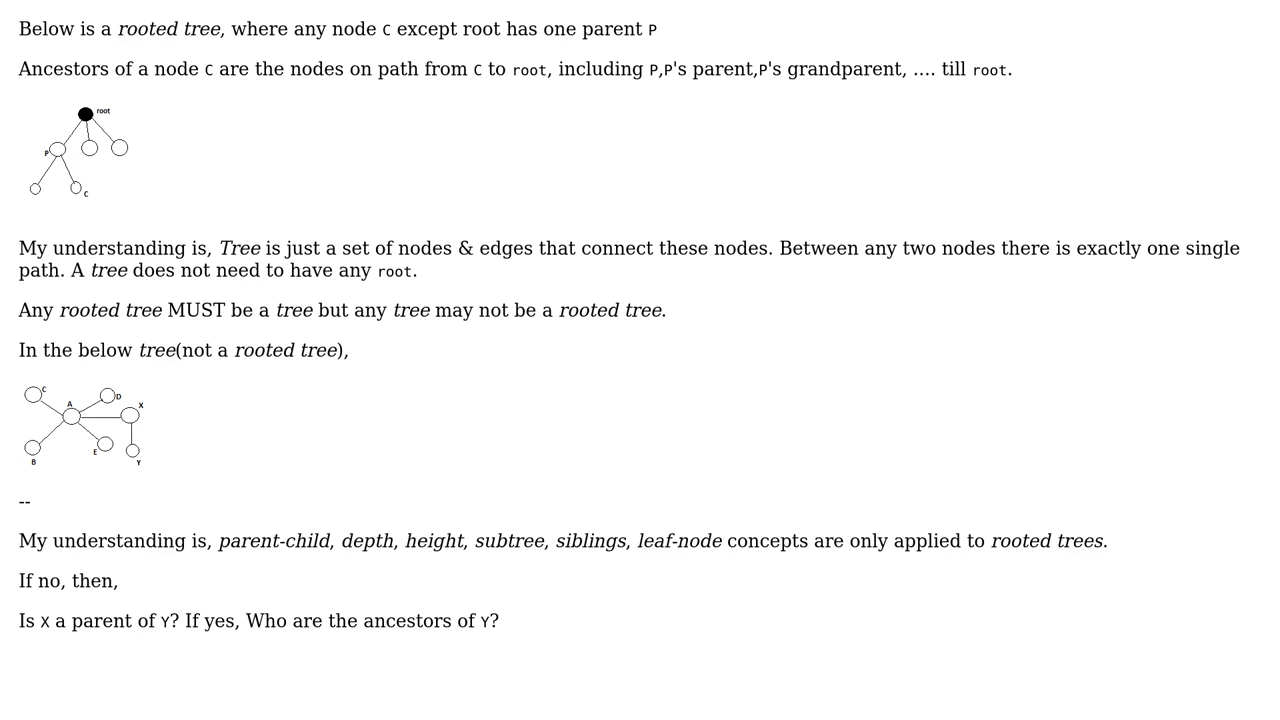 Below is a rooted tree, where any node C except root has one parent P
Ancestors of a node C are the nodes on path from C to root, including P,P's parent,P's grandparent, .... till root.
root
P
C
My understanding is, Tree is just a set of nodes & edges that connect these nodes. Between any two nodes there is exactly one single
path. A tree does not need to have any root.
Any rooted tree MUST be a tree but any tree may not be a rooted tree.
In the below tree(not a rooted tree),
C
D
A
X
E
B
Y
--
My understanding is, parent-child, depth, height, subtree, siblings, leaf-node concepts are only applied to rooted trees.
If no, then,
Is X a parent of Y? If yes, Who are the ancestors of Y?